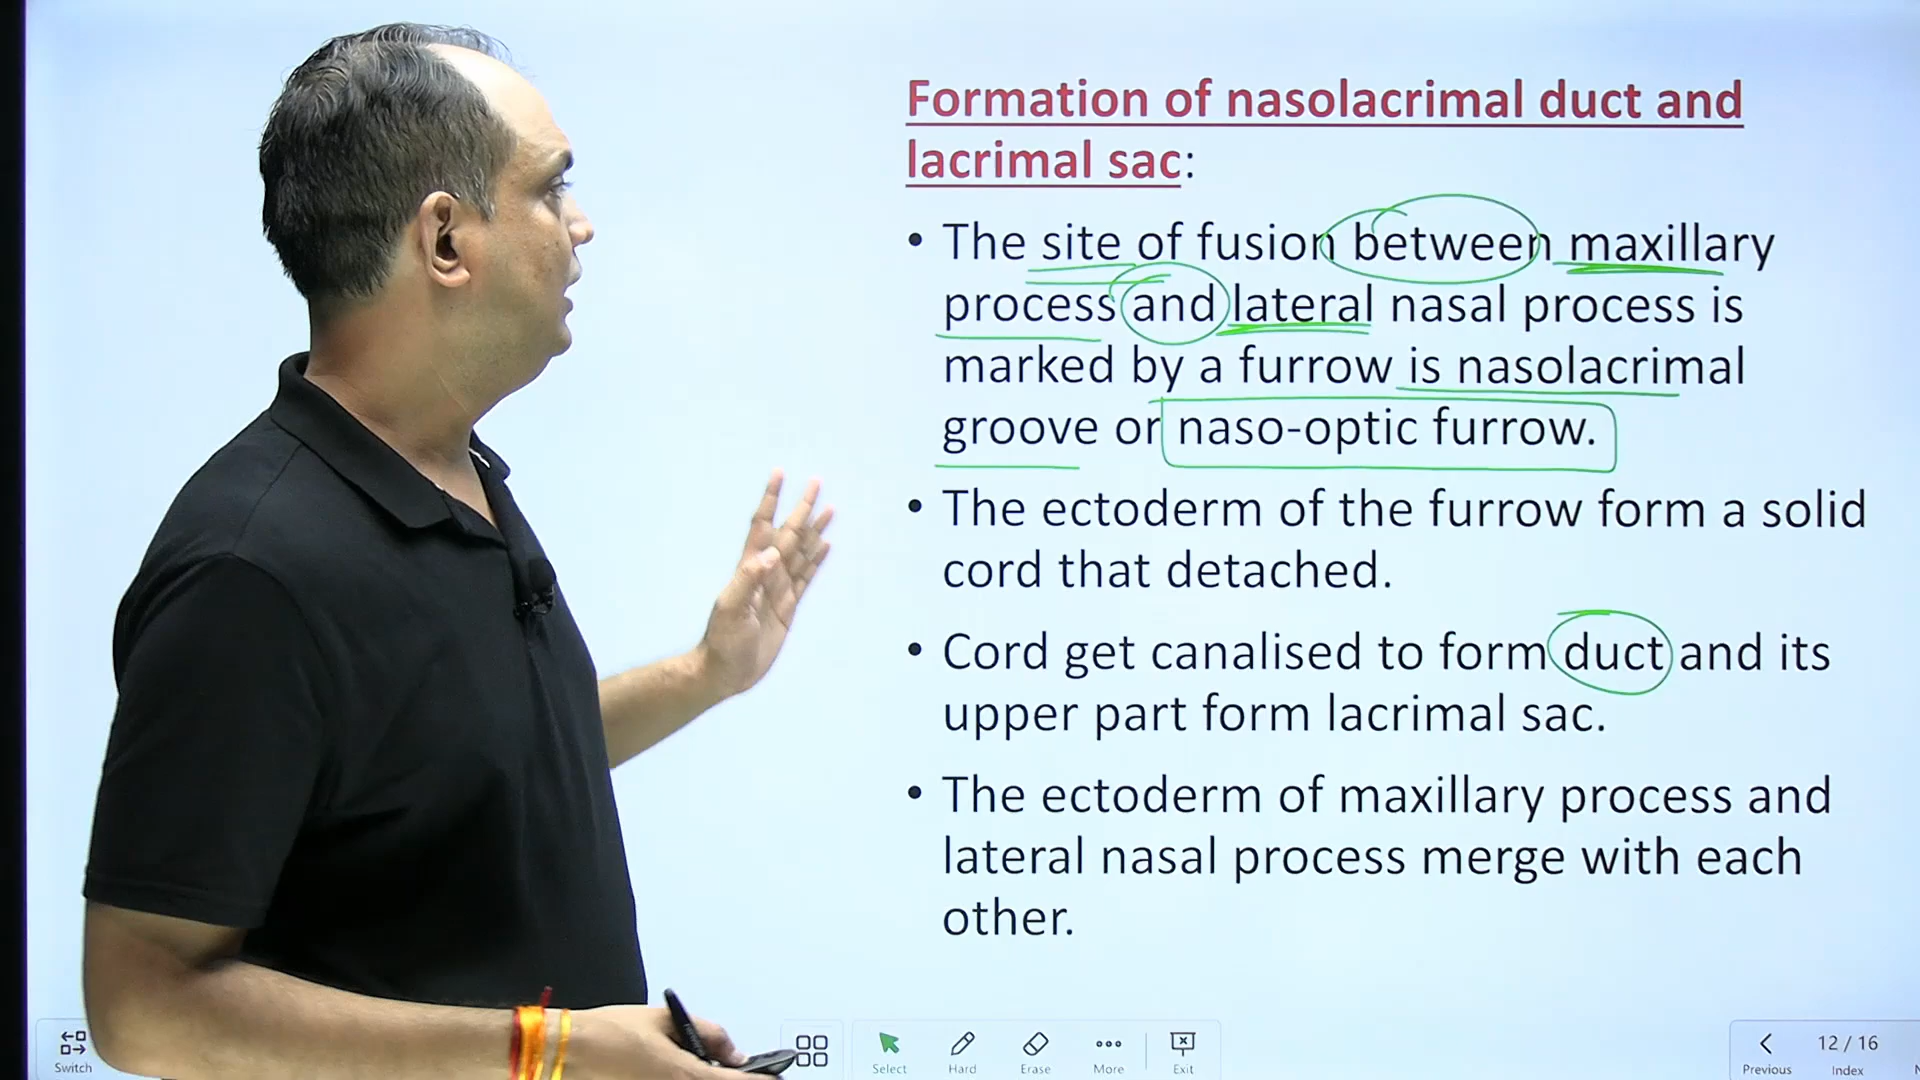 Formation of nasolacrimal duct and
lacrimal sac:
• The site of fusion between maxillary
process and lateral nasal process is
marked by a furrow is nasolacrimal
groove or naso-optic furrow.
• The ectoderm of the furrow form a solid
cord that detached.
• Cord get canalised to form duct and its
upper part form lacrimal sac.
• The ectoderm of maxillary process and
lateral nasal process merge with each
other.
Switch
Select
Hard
Erase
More
Exit
Previous
12 / 16
Index